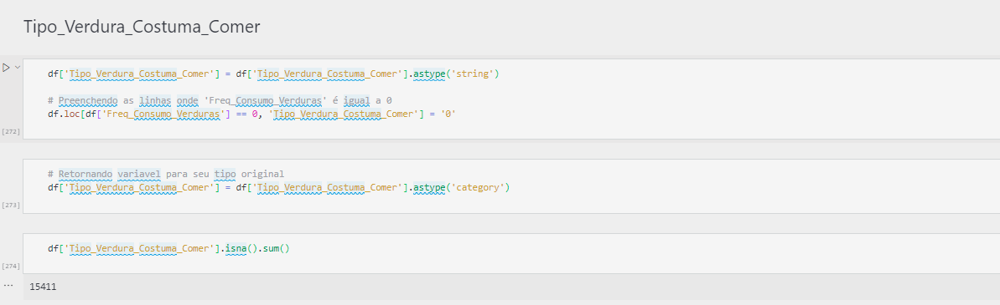 Tipo_Verdura_Costuma_Comer
df['Tipo_Verdura_Costuma_Comer'] = df['Tipo_Verdura_Costuma_Comer'].astype('string')
# Preenchendo as linhas onde 'Freq_Consumo_Verduras' é igual a 0
df.loc[df['Freq_Consumo_Verduras'] == 0, 'Tipo_Verdura_Costuma_Comer'] = '0'
[272]
# Retornando variavel para seu tipo original
df['Tipo_Verdura_Costuma_Comer'] = df['Tipo_Verdura_Costuma_Comer'].astype('category')
[273]
df['Tipo_Verdura_Costuma_Comer'].isna().sum()
[274]
... 15411